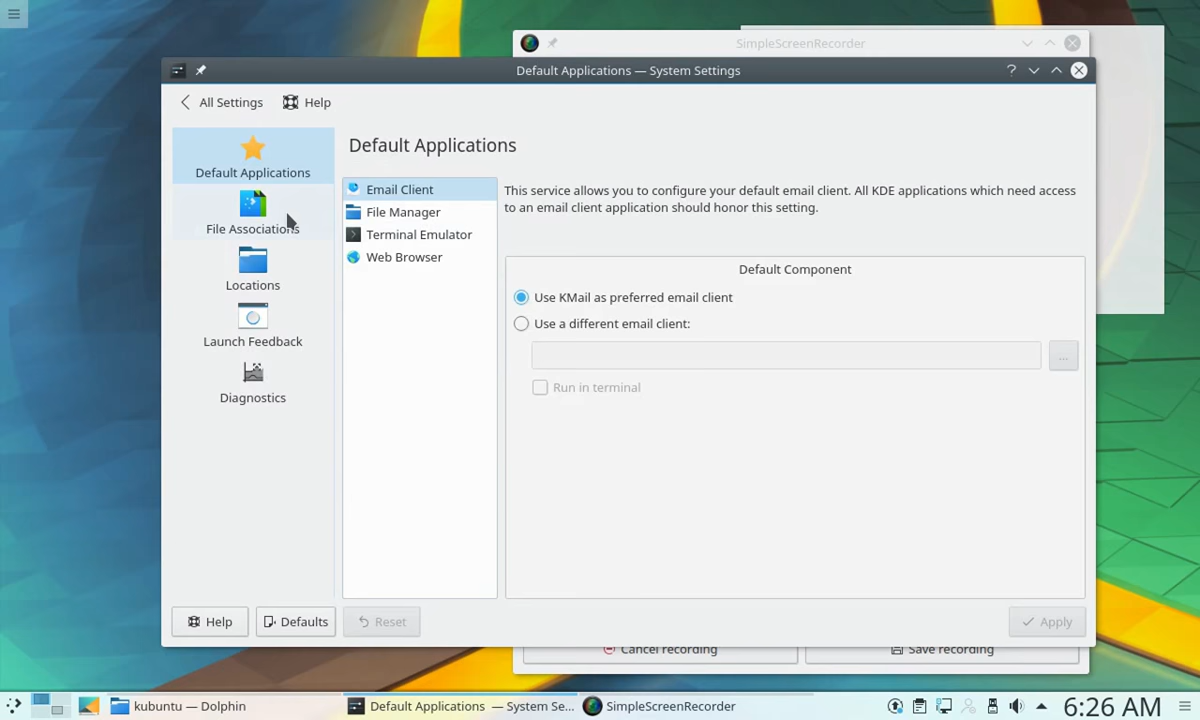 SimpleScreenRecorder
Default Applications — System Settings
All Settings
Help
Default Applications
File Associations
Locations
Launch Feedback
Diagnostics
Default Applications
Email Client
File Manager
Terminal Emulator
Web Browser
This service allows you to configure your default email client. All KDE applications which need access
to an email client application should honor this setting.
Default Component
Use KMail as preferred email client
Use a different email client:
...
Run in terminal
Help
Defaults
Reset
Apply
Cancel recording
Save recording
kubuntu — Dolphin
Default Applications — System Se...
SimpleScreenRecorder
6:26 AM